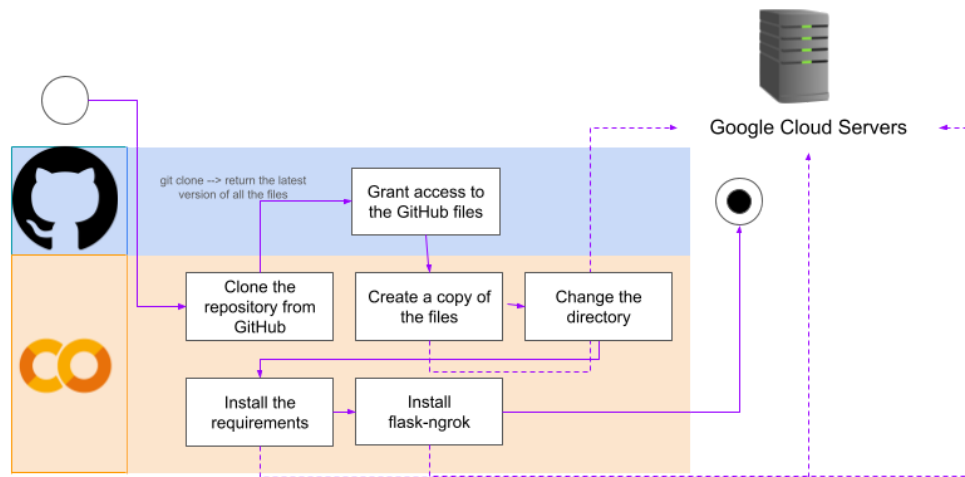 Google Cloud Servers
git clone --> return the latest
version of all the files
Grant access to
the GitHub files
Clone the
repository from
GitHub
Create a copy of
the files
Change the
directory
Install the
requirements
Install
flask-ngrok